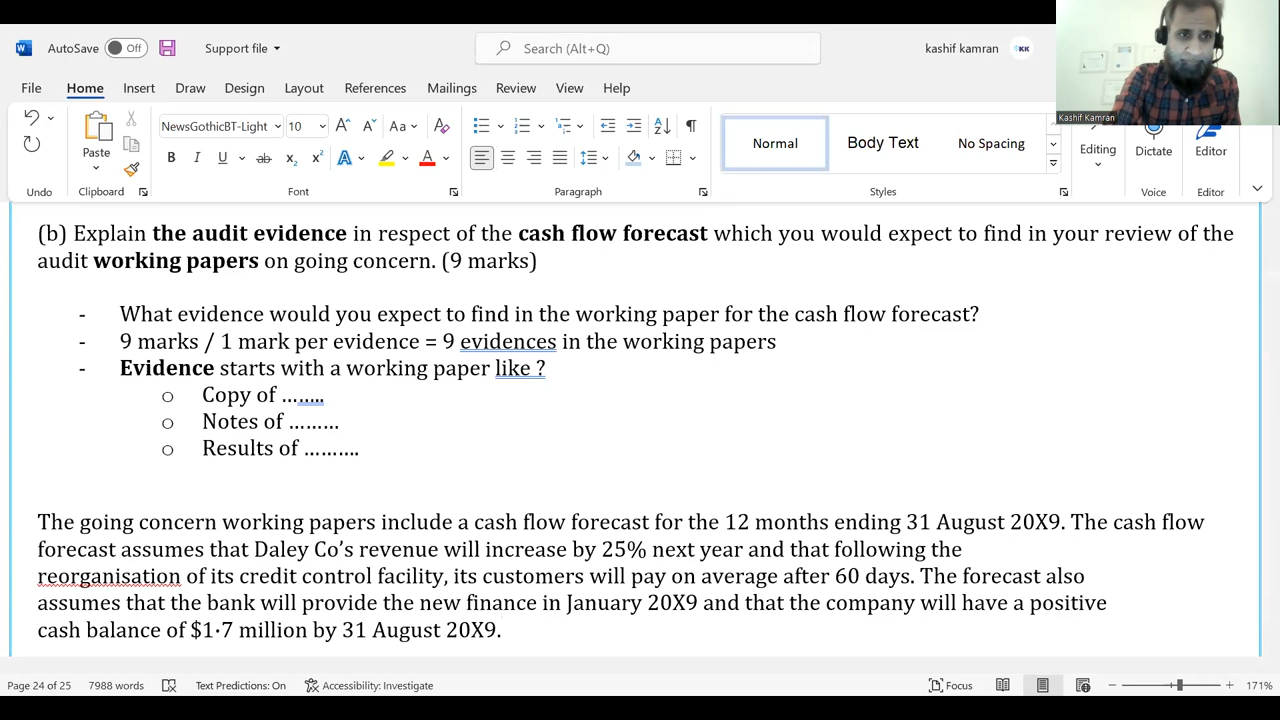 AutoSave Off Support file Search (Alt+Q) kashif kamran KK
File Home Insert Draw Design Layout References Mailings Review View Help
Kashif Kamran
NewsGothicBT-Light 10 Aa A
Paste B I U ab x2 x2 A A Normal Body Text No Spacing Editing Dictate Editor
Undo Clipboard Font Paragraph Styles Voice Editor
(b) Explain the audit evidence in respect of the cash flow forecast which you would expect to find in your review of the
audit working papers on going concern. (9 marks)
- What evidence would you expect to find in the working paper for the cash flow forecast?
- 9 marks / 1 mark per evidence = 9 evidences in the working papers
- Evidence starts with a working paper like ?
o Copy of ……..
o Notes of ………
o Results of ……….
The going concern working papers include a cash flow forecast for the 12 months ending 31 August 20X9. The cash flow
forecast assumes that Daley Co’s revenue will increase by 25% next year and that following the
reorganisation of its credit control facility, its customers will pay on average after 60 days. The forecast also
assumes that the bank will provide the new finance in January 20X9 and that the company will have a positive
cash balance of $1·7 million by 31 August 20X9.
Page 24 of 25 7988 words Text Predictions: On Accessibility: Investigate Focus 171%